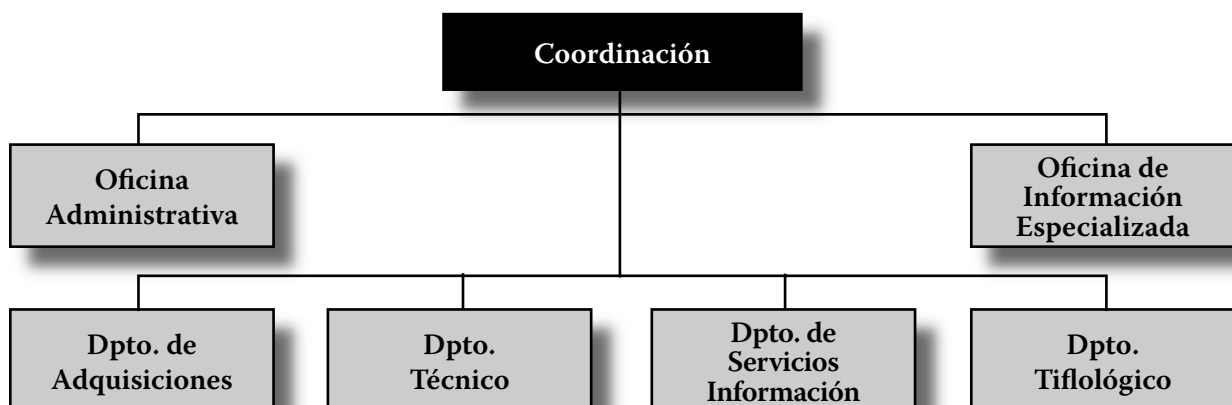 Coordinación
Oficina
Administrativa
Oficina de
Información
Especializada
Dpto. de
Adquisiciones
Dpto.
Técnico
Dpto. de
Servicios
Información
Dpto.
Tiflológico